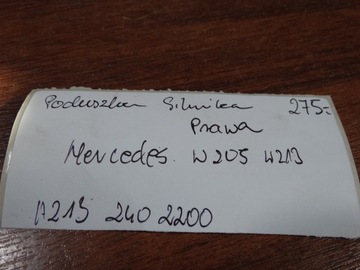 Poduszka Silnika 275,-
Prawa
Mercedes W205 W213
A213 240 2200